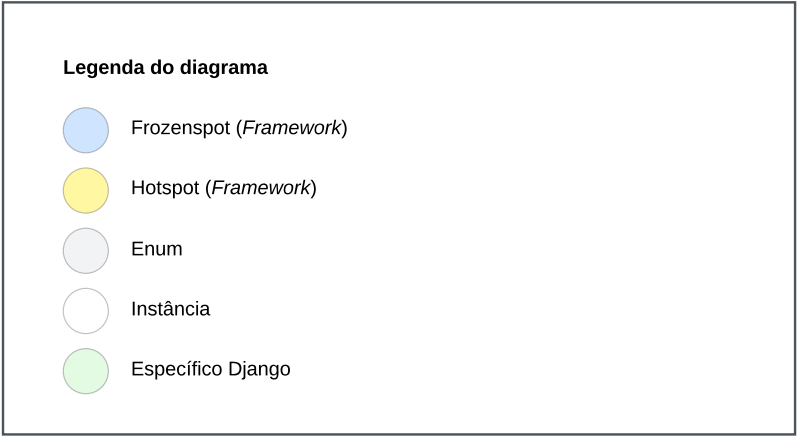 Legenda do diagrama
Frozenspot (Framework)
Hotspot (Framework)
Enum
Instância
Específico Django